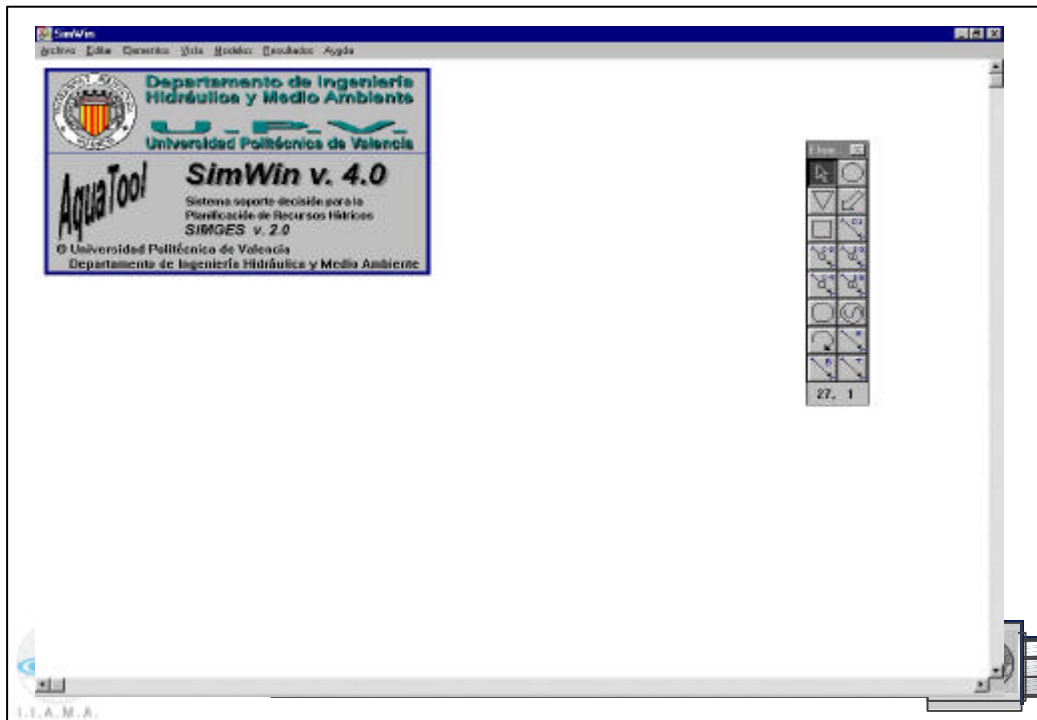 SimWin
Archivo Editar Elementos Vista Modelos Resultados Ayuda
Departamento de Ingeniería
Hidráulica y Medio Ambiente
U.P.V.
Universidad Politécnica de Valencia
AquaTool
SimWin v. 4.0
Sistema soporte decisión para la
Planificación de Recursos Hídricos
SIMGES v. 2.0
© Universidad Politécnica de Valencia
Departamento de Ingeniería Hidráulica y Medio Ambiente
Elem...
27, 1
I.I.A.M.A.